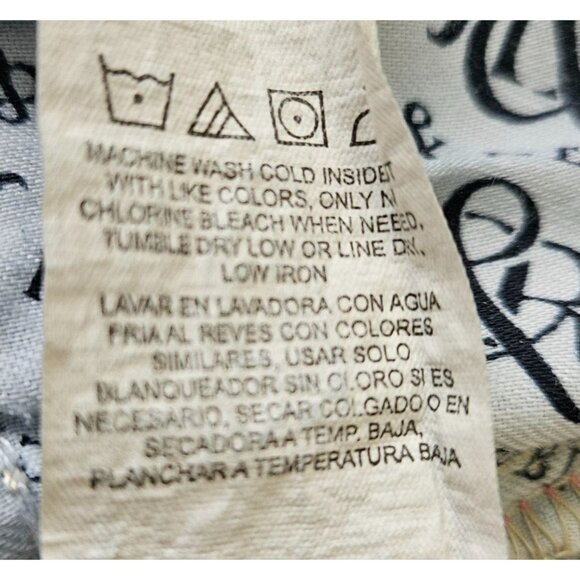 MACHINE WASH COLD INSIDE
WITH LIKE COLORS, ONLY
CHLORINE BLEACH WHEN
TUMBLE DRY LOW OR LINE
LOW IRON
LAVAR EN LAVADORA CON AGUA
FRIA AL REVES CON COLORES
SIMILARES, USAR SOLO
BLANQUEADOR SIN CLORO SI ES
NECESARIO, SECAR COLGADO O EN
SECADORA A TEMP. BAJA,
PLANCHAR A TEMPERATURA BAJA